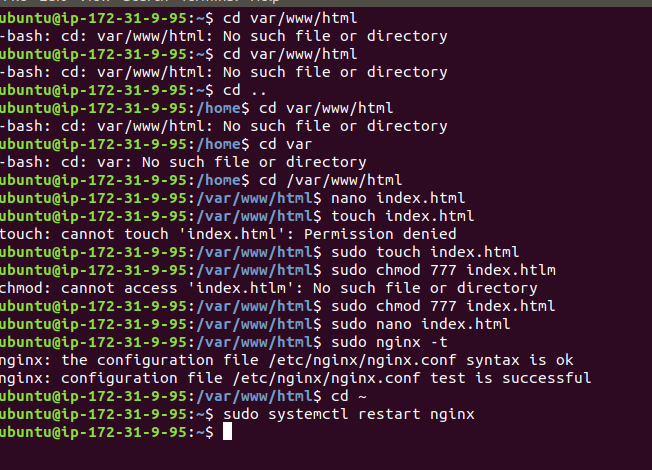 ubuntu@ip-172-31-9-95:~$ cd var/www/html
-bash: cd: var/www/html: No such file or directory
ubuntu@ip-172-31-9-95:~$ cd var/www/html
-bash: cd: var/www/html: No such file or directory
ubuntu@ip-172-31-9-95:~$ cd ..
ubuntu@ip-172-31-9-95:/home$ cd var/www/html
-bash: cd: var/www/html: No such file or directory
ubuntu@ip-172-31-9-95:/home$ cd var
-bash: cd: var: No such file or directory
ubuntu@ip-172-31-9-95:/home$ cd /var/www/html
ubuntu@ip-172-31-9-95:/var/www/html$ nano index.html
ubuntu@ip-172-31-9-95:/var/www/html$ touch index.html
touch: cannot touch 'index.html': Permission denied
ubuntu@ip-172-31-9-95:/var/www/html$ sudo touch index.html
ubuntu@ip-172-31-9-95:/var/www/html$ sudo chmod 777 index.htlm
chmod: cannot access 'index.htlm': No such file or directory
ubuntu@ip-172-31-9-95:/var/www/html$ sudo chmod 777 index.html
ubuntu@ip-172-31-9-95:/var/www/html$ sudo nano index.html
ubuntu@ip-172-31-9-95:/var/www/html$ sudo nginx -t
nginx: the configuration file /etc/nginx/nginx.conf syntax is ok
nginx: configuration file /etc/nginx/nginx.conf test is successful
ubuntu@ip-172-31-9-95:/var/www/html$ cd ~
ubuntu@ip-172-31-9-95:~$ sudo systemctl restart nginx
ubuntu@ip-172-31-9-95:~$